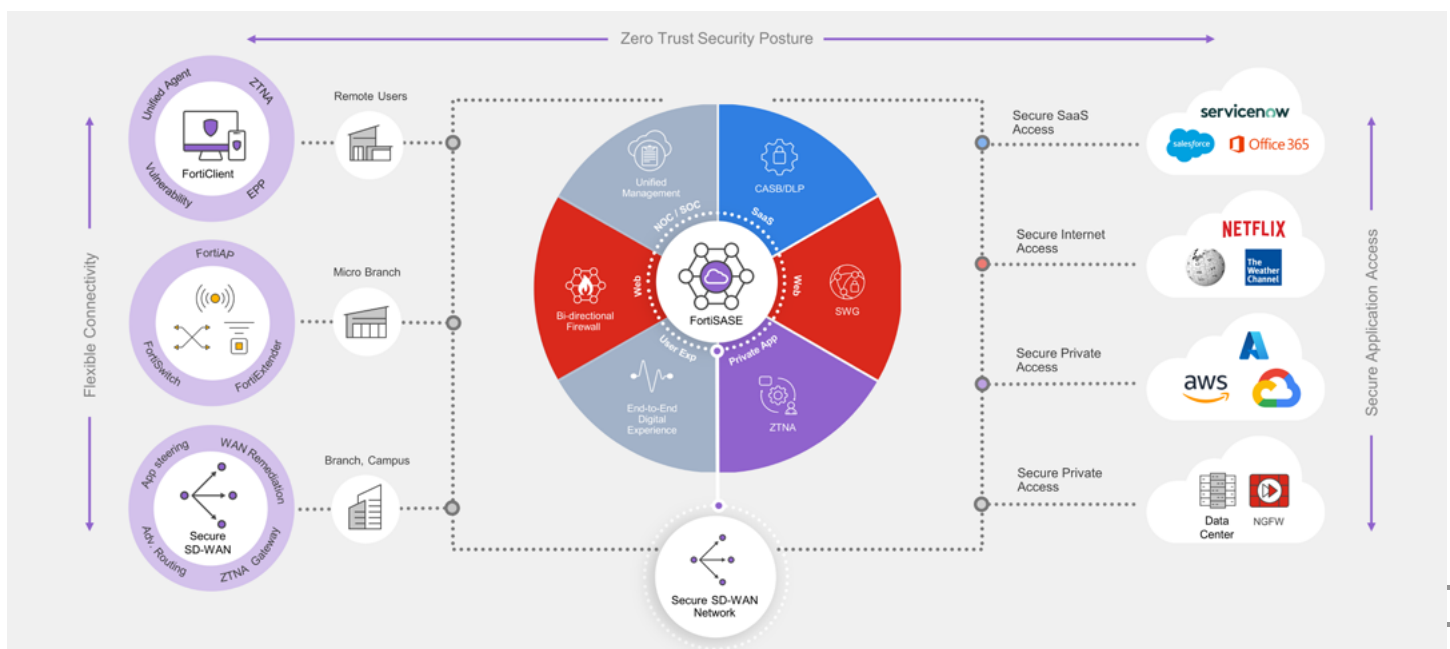 Zero Trust Security Posture
Flexible Connectivity
Unified Agent
ZTNA
FortiClient
Vulnerability
EPP
Remote Users
FortiAP
FortiSwitch
FortiExtender
Micro Branch
App steering
WAN Remediation
Secure
SD-WAN
Adv. Routing
ZTNA Gateway
Branch, Campus
Unified
Management
NOC / SOC
CASB/DLP
SaaS
Bi-directional
Firewall
Web
FortiSASE
Web
SWG
End-to-End
Digital
Experience
User Exp
Private App
ZTNA
Secure SD-WAN
Network
Secure SaaS
Access
servicenow
salesforce
Office 365
Secure Internet
Access
NETFLIX
The
Weather
Channel
Secure Private
Access
aws
Secure Private
Access
Data
Center
NGFW
Secure Application Access